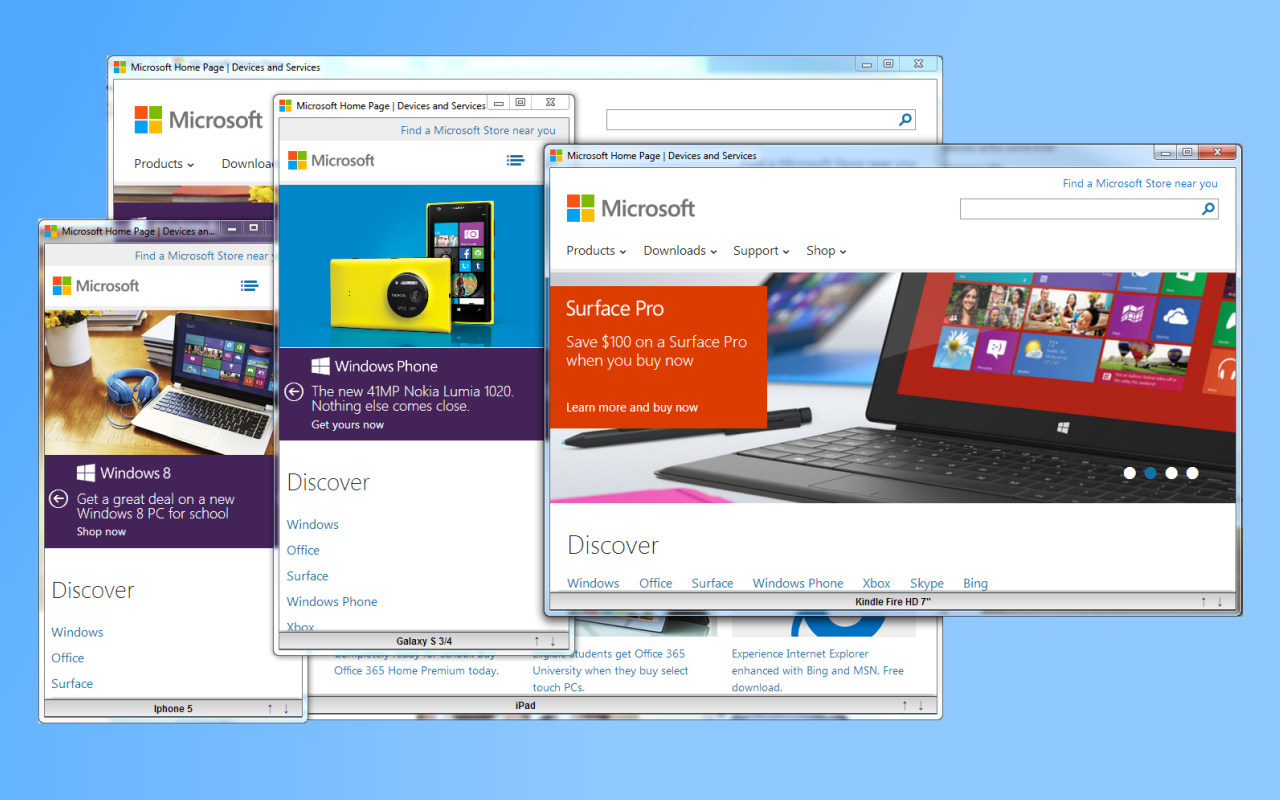 Microsoft Home Page | Devices and Services
Microsoft
Products
Microsoft Home Page | Devices and Services
Find a Microsoft Store near you
Microsoft
NOKIA
Windows Phone
The new 41MP Nokia Lumia 1020.
Nothing else comes close.
Get yours now
Discover
Windows
Office
Surface
Windows Phone
Xbox
Galaxy S 3/4
Microsoft Home Page | Devices and Services
Find a Microsoft Store near you
Microsoft
Products
Downloads
Support
Shop
Surface Pro
Save $100 on a Surface Pro
when you buy now
Learn more and buy now
Discover
Windows
Office
Surface
Windows Phone
Xbox
Skype
Bing
Kindle Fire HD 7"
Microsoft Home Page | Devices an...
Find a Microsoft Store near
Microsoft
Windows 8
Get a great deal on a new
Windows 8 PC for school
Shop now
Discover
Windows
Office
Surface
Iphone 5
Office 365 Home Premium today.
students get Office 365
University when they buy select
touch PCs.
Experience Internet Explorer
enhanced with Bing and MSN. Free
download.
iPad